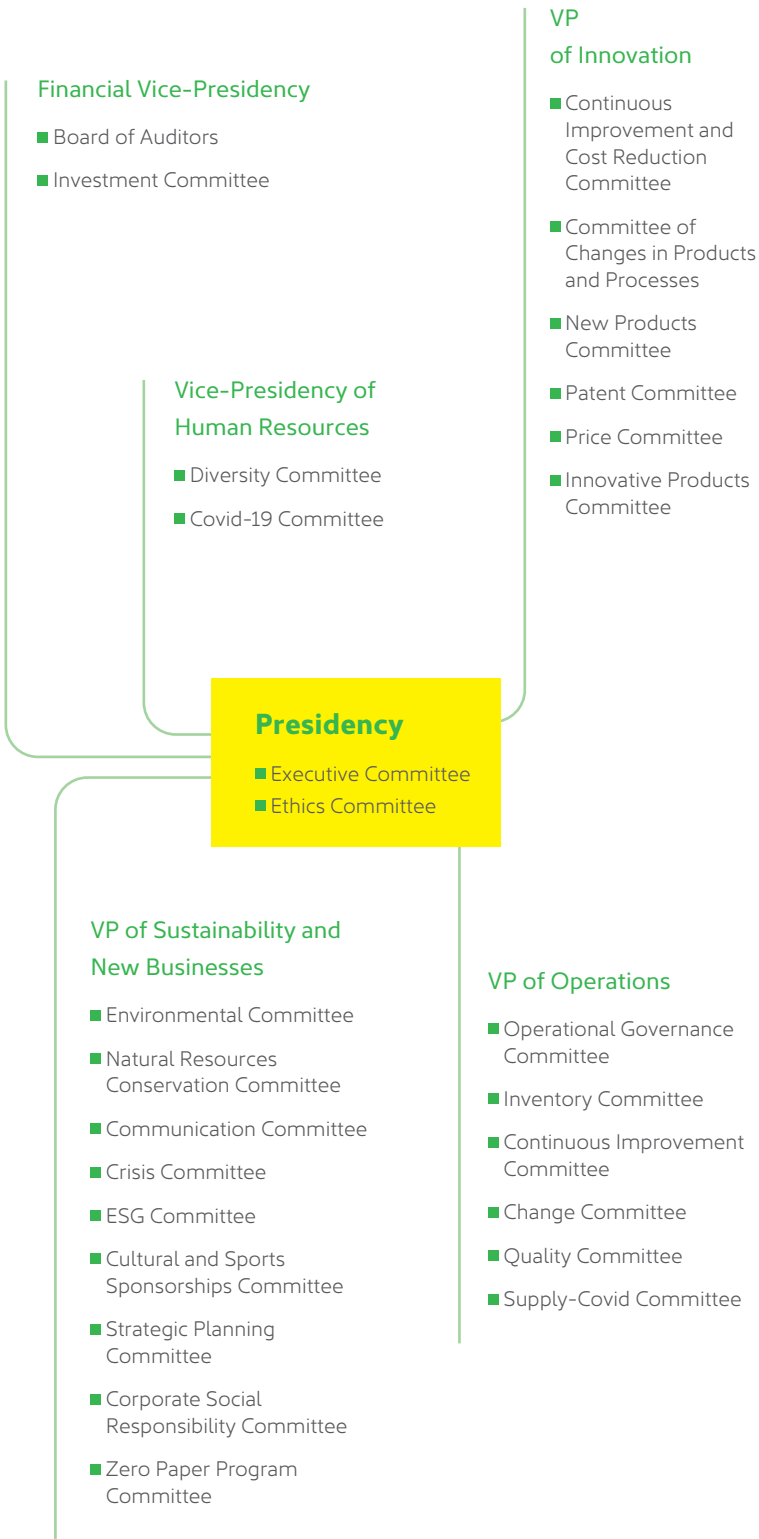 VP
of Innovation
Continuous
Improvement and
Cost Reduction
Committee
Committee of
Changes in Products
and Processes
New Products
Committee
Patent Committee
Price Committee
Innovative Products
Committee
Financial Vice-Presidency
Board of Auditors
Investment Committee
Vice-Presidency of
Human Resources
Diversity Committee
Covid-19 Committee
Presidency
Executive Committee
Ethics Committee
VP of Sustainability and
New Businesses
Environmental Committee
Natural Resources
Conservation Committee
Communication Committee
Crisis Committee
ESG Committee
Cultural and Sports
Sponsorships Committee
Strategic Planning
Committee
Corporate Social
Responsibility Committee
Zero Paper Program
Committee
VP of Operations
Operational Governance
Committee
Inventory Committee
Continuous Improvement
Committee
Change Committee
Quality Committee
Supply-Covid Committee